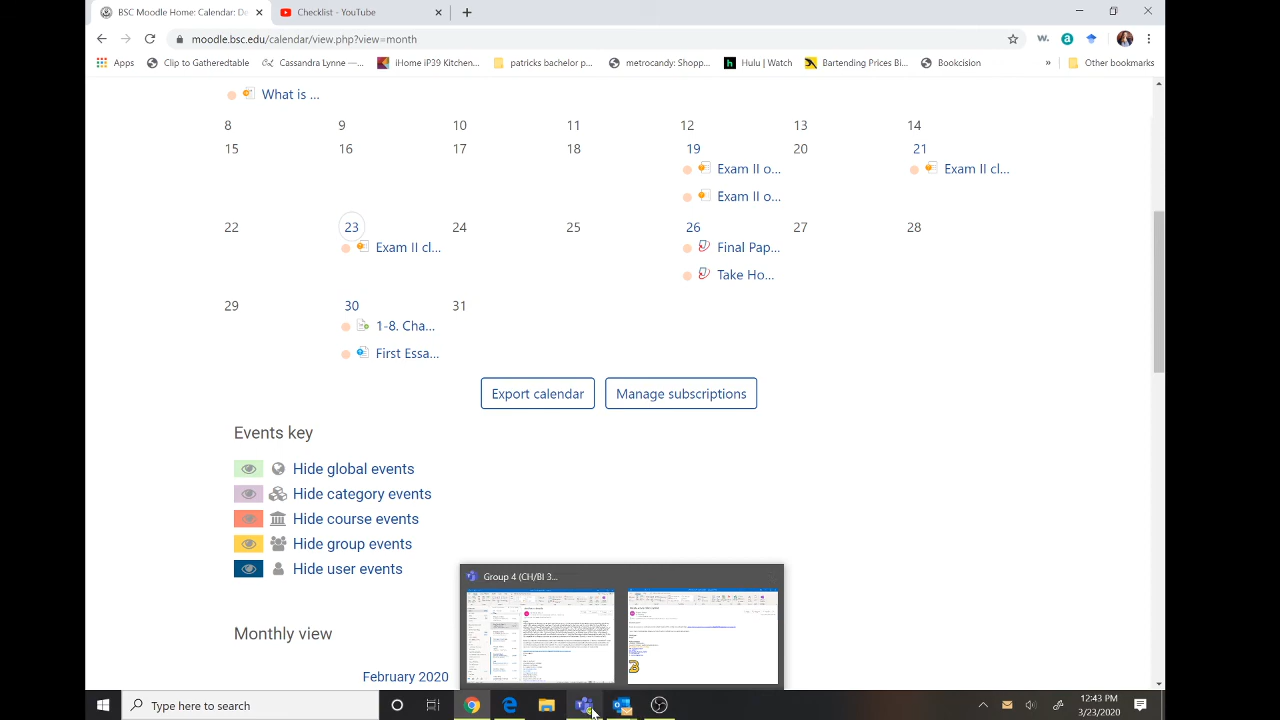 BSC Moodle Home: Calendar: De
Checklist - YouTube
moodle.bsc.edu/calendar/view.php?view=month
Apps Clip to Gatheredtable Cassandra Lynne —... iHome iP39 Kitchen... patricks bachelor p... metrocandy: Shopp... Hulu | Watch Bartending Prices Bi... Bookcision » Other bookmarks
What is ...
8 9 10 11 12 13 14
15 16 17 18 19 20 21
Exam II o... Exam II cl...
Exam II o...
22 23 24 25 26 27 28
Exam II cl... Final Pap...
Take Ho...
29 30 31
1-8. Cha...
First Essa...
Export calendar Manage subscriptions
Events key
Hide global events
Hide category events
Hide course events
Hide group events
Hide user events
Group 4 (CH/BI 3...
Monthly view
February 2020
Type here to search
12:43 PM
3/23/2020